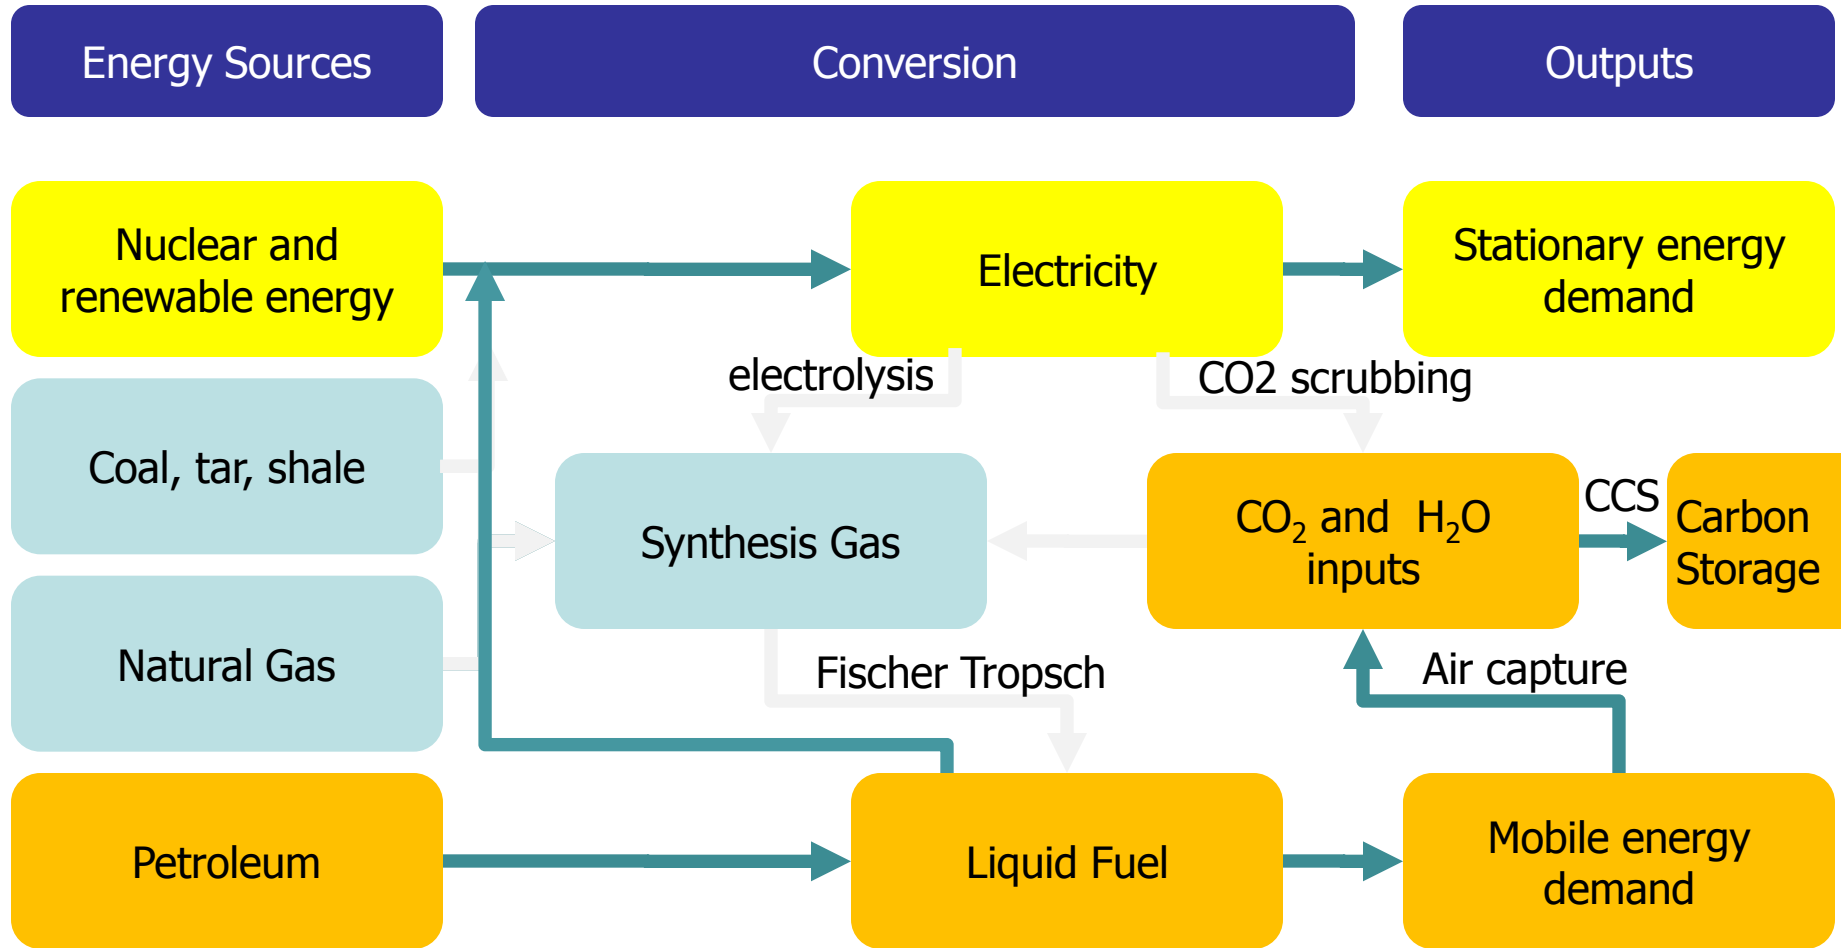 Energy Sources
Conversion
Outputs
Nuclear and
renewable energy
Electricity
Stationary energy
demand
electrolysis
CO2 scrubbing
Coal, tar, shale
Synthesis Gas
CO₂ and H₂O
inputs
CCS
Carbon
Storage
Natural Gas
Fischer Tropsch
Air capture
Petroleum
Liquid Fuel
Mobile energy
demand